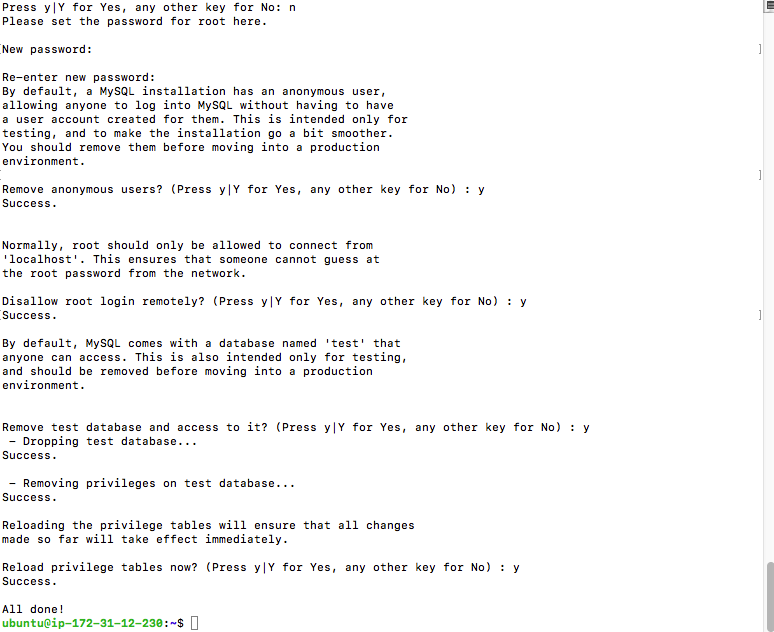 Press y|Y for Yes, any other key for No: n
Please set the password for root here.
New password:
Re-enter new password:
By default, a MySQL installation has an anonymous user,
allowing anyone to log into MySQL without having to have
a user account created for them. This is intended only for
testing, and to make the installation go a bit smoother.
You should remove them before moving into a production
environment.
Remove anonymous users? (Press y|Y for Yes, any other key for No) : y
Success.
Normally, root should only be allowed to connect from
'localhost'. This ensures that someone cannot guess at
the root password from the network.
Disallow root login remotely? (Press y|Y for Yes, any other key for No) : y
Success.
By default, MySQL comes with a database named 'test' that
anyone can access. This is also intended only for testing,
and should be removed before moving into a production
environment.
Remove test database and access to it? (Press y|Y for Yes, any other key for No) : y
 - Dropping test database...
Success.
 - Removing privileges on test database...
Success.
Reloading the privilege tables will ensure that all changes
made so far will take effect immediately.
Reload privilege tables now? (Press y|Y for Yes, any other key for No) : y
Success.
All done!
ubuntu@ip-172-31-12-230:~$